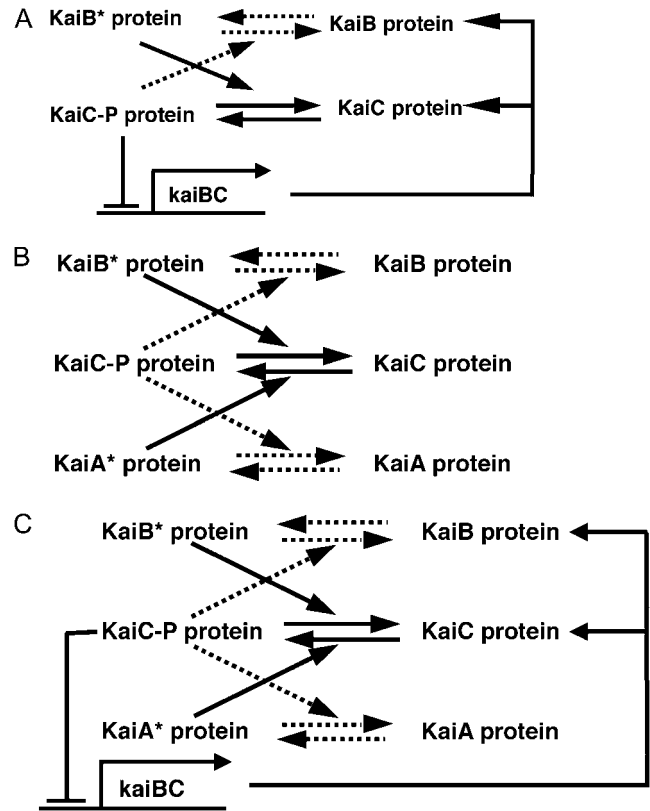 A
KaiB* protein
KaiB protein
KaiC-P protein
KaiC protein
kaiBC
B
KaiB* protein
KaiB protein
KaiC-P protein
KaiC protein
KaiA* protein
KaiA protein
C
KaiB* protein
KaiB protein
KaiC-P protein
KaiC protein
KaiA* protein
KaiA protein
kaiBC